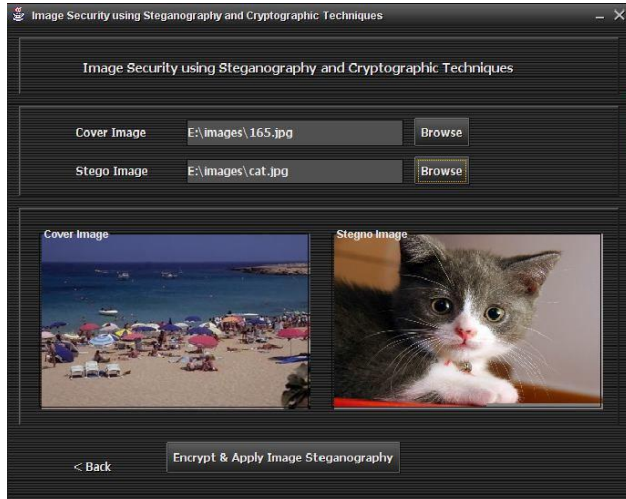 Image Security using Steganography and Cryptographic Techniques
Image Security using Steganography and Cryptographic Techniques
Cover Image E:\images\165.jpg Browse
Stego Image E:\images\cat.jpg Browse
Cover Image Stegno Image
< Back Encrypt & Apply Image Steganography